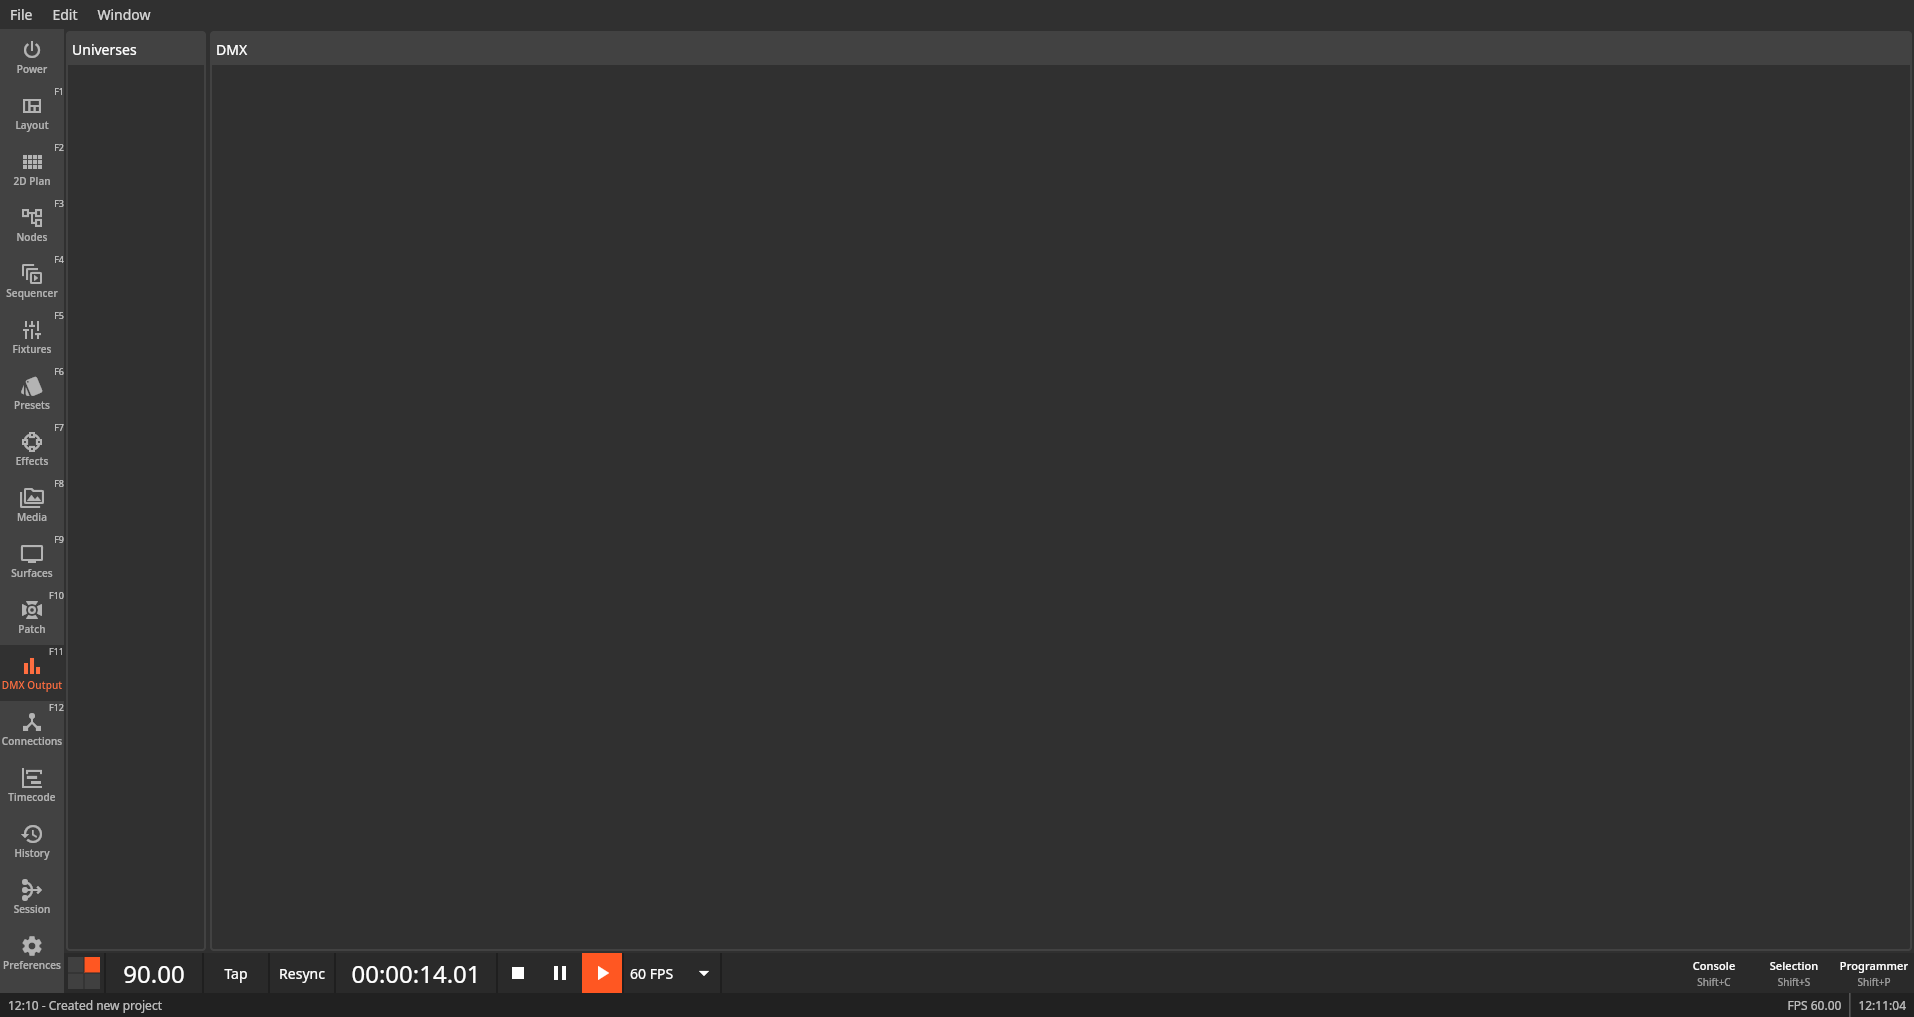 File Edit Window
Power
F1
Layout
F2
2D Plan
F3
Nodes
F4
Sequencer
F5
Fixtures
F6
Presets
F7
Effects
F8
Media
F9
Surfaces
F10
Patch
F11
DMX Output
F12
Connections
Timecode
History
Session
Preferences
Universes
DMX
90.00 Tap Resync 00:00:14.01 60 FPS
Console
Shift+C
Selection
Shift+S
Programmer
Shift+P
12:10 - Created new project
FPS 60.00 12:11:04